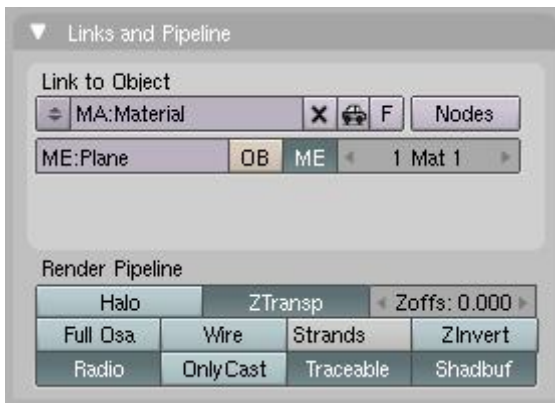 Links and Pipeline
Link to Object
MA:Material F Nodes
ME:Plane OB ME 1 Mat 1
Render Pipeline
Halo ZTransp Zoffs: 0.000
Full Osa Wire Strands ZInvert
Radio OnlyCast Traceable Shadbuf